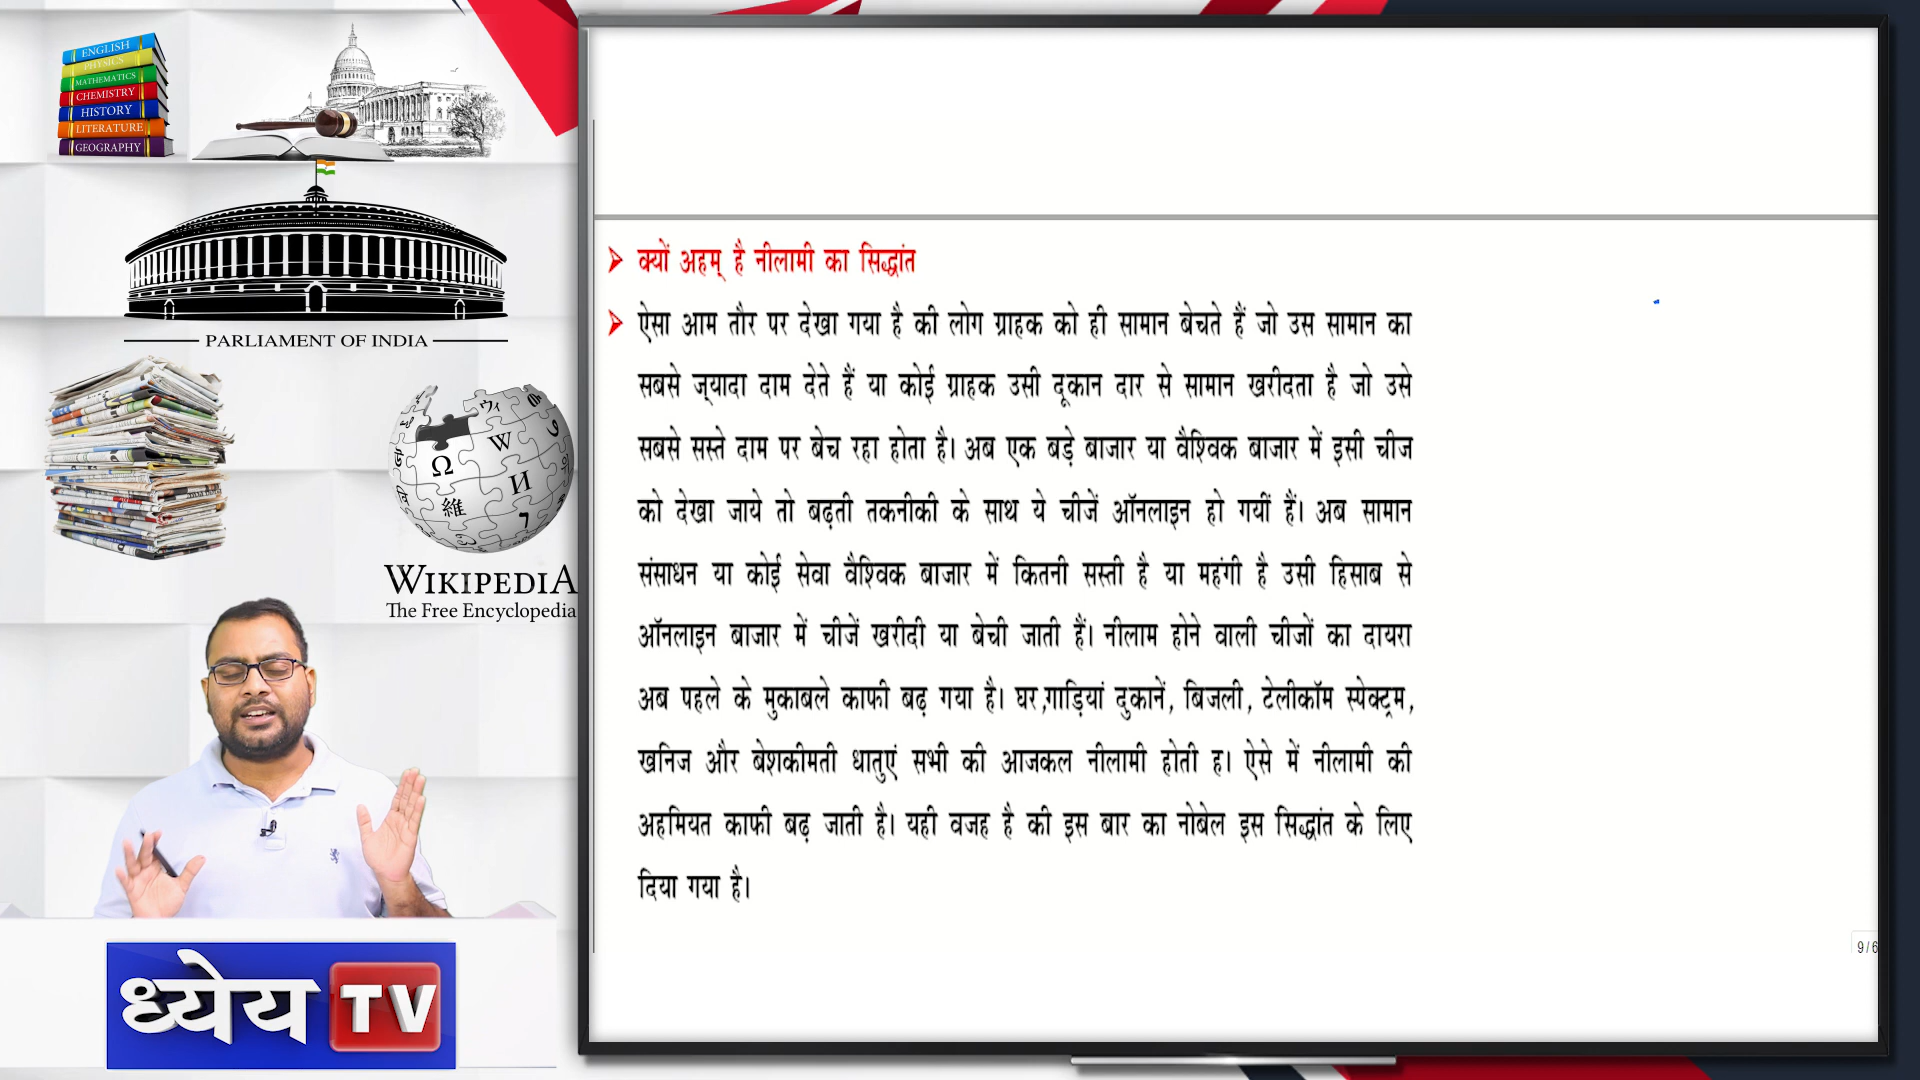 ENGLISH
PHYSICS
MATHEMATICS
CHEMISTRY
HISTORY
LITERATURE
GEOGRAPHY
PARLIAMENT OF INDIA
Ω
W
И
維
WIKIPEDIA
The Free Encyclopedia
ध्येय TV
क्यों अहम् है नीलामी का सिद्धांत
ऐसा आम तौर पर देखा गया है की लोग ग्राहक को ही सामान बेचते हैं जो उस सामान का
सबसे ज्यादा दाम देते हैं या कोई ग्राहक उसी दूकान दार से सामान खरीदता है जो उसे
सबसे सस्ते दाम पर बेच रहा होता है। अब एक बड़े बाजार या वैश्विक बाजार में इसी चीज
को देखा जाये तो बढ़ती तकनीकी के साथ ये चीजें ऑनलाइन हो गयीं हैं। अब सामान
संसाधन या कोई सेवा वैश्विक बाजार में कितनी सस्ती है या महंगी है उसी हिसाब से
ऑनलाइन बाजार में चीजें खरीदी या बेची जाती हैं। नीलाम होने वाली चीजों का दायरा
अब पहले के मुकाबले काफी बढ़ गया है। घर,गाड़ियां दुकानें, बिजली, टेलीकॉम स्पेक्ट्रम,
खनिज और बेशकीमती धातुएं सभी की आजकल नीलामी होती ह। ऐसे में नीलामी की
अहमियत काफी बढ़ जाती है। यही वजह है की इस बार का नोबेल इस सिद्धांत के लिए
दिया गया है।
9/6